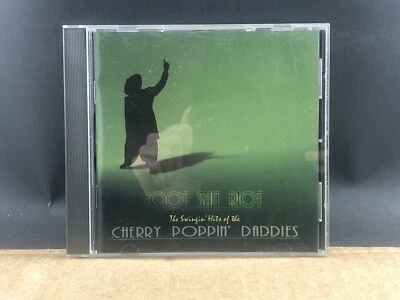 ZOOT SUIT RIOT
The Swingin' Hits of the
CHERRY POPPIN' DADDIES